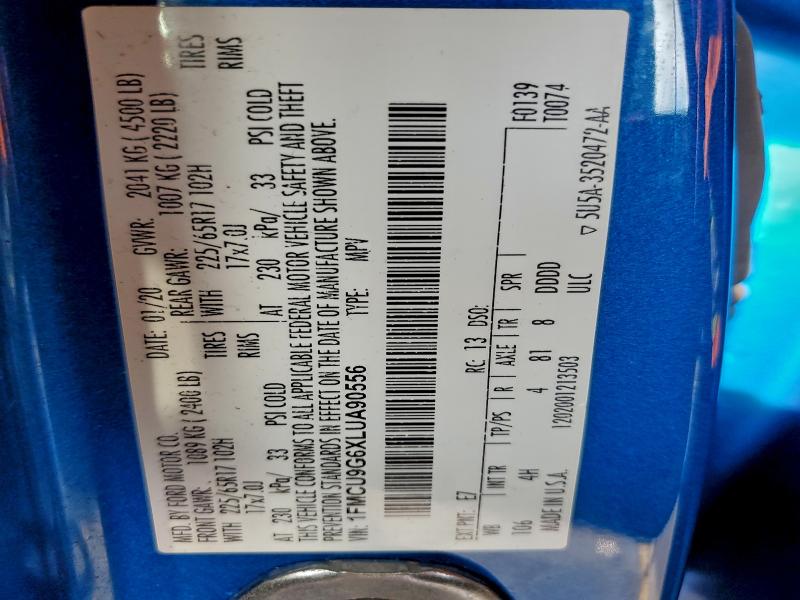 MFD. BY FORD MOTOR CO.
DATE: 01/20 GVWR: 2041 KG ( 4500 LB)
FRONT GAWR: 1089 KG ( 2400 LB) REAR GAWR: 1007 KG ( 2220 LB)
WITH 225/65R17 102H TIRES WITH 225/65R17 102H TIRES
17x7.0J RIMS 17x7.0J RIMS
AT 230 kPa/ 33 PSI COLD AT 230 kPa/ 33 PSI COLD
THIS VEHICLE CONFORMS TO ALL APPLICABLE FEDERAL MOTOR VEHICLE SAFETY AND THEFT
PREVENTION STANDARDS IN EFFECT ON THE DATE OF MANUFACTURE SHOWN ABOVE.
VIN: 1FMCU9G6XLUA90556 TYPE: MPV
EXT PNT: E7 RC: 13 DSO: F0139
WB INT TR TP/PS R AXLE TR SPR T0074
106 4H 4 81 8 DDDD
MADE IN U.S.A. 1202001213503 ULC
▽ 5U5A-3520472-AA